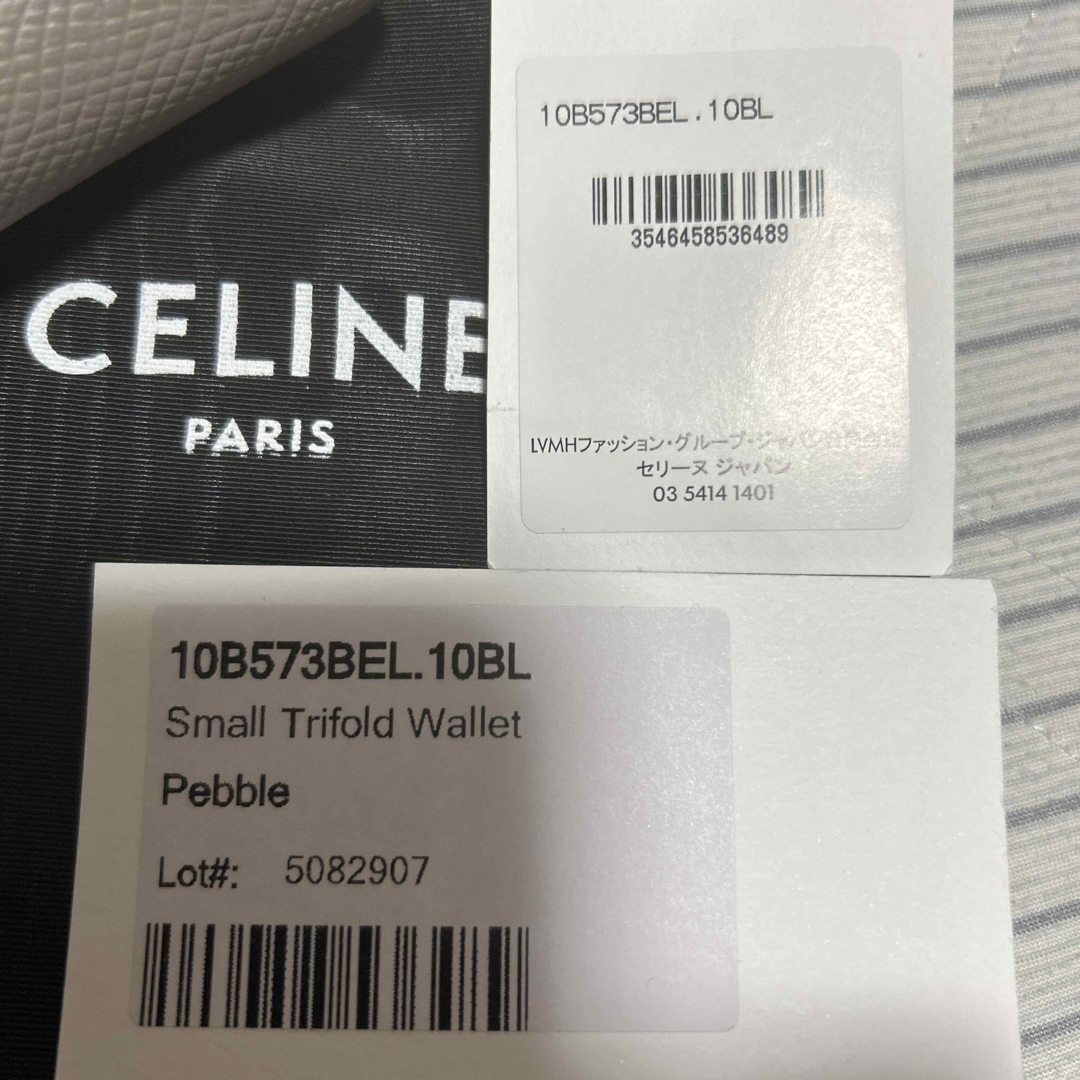 CELINE
PARIS
10B573BEL.10BL
3546458536489
LVMHファッション・グループ・ジャパン
セリーヌ ジャパン
03 5414 1401
10B573BEL.10BL
Small Trifold Wallet
Pebble
Lot#: 5082907